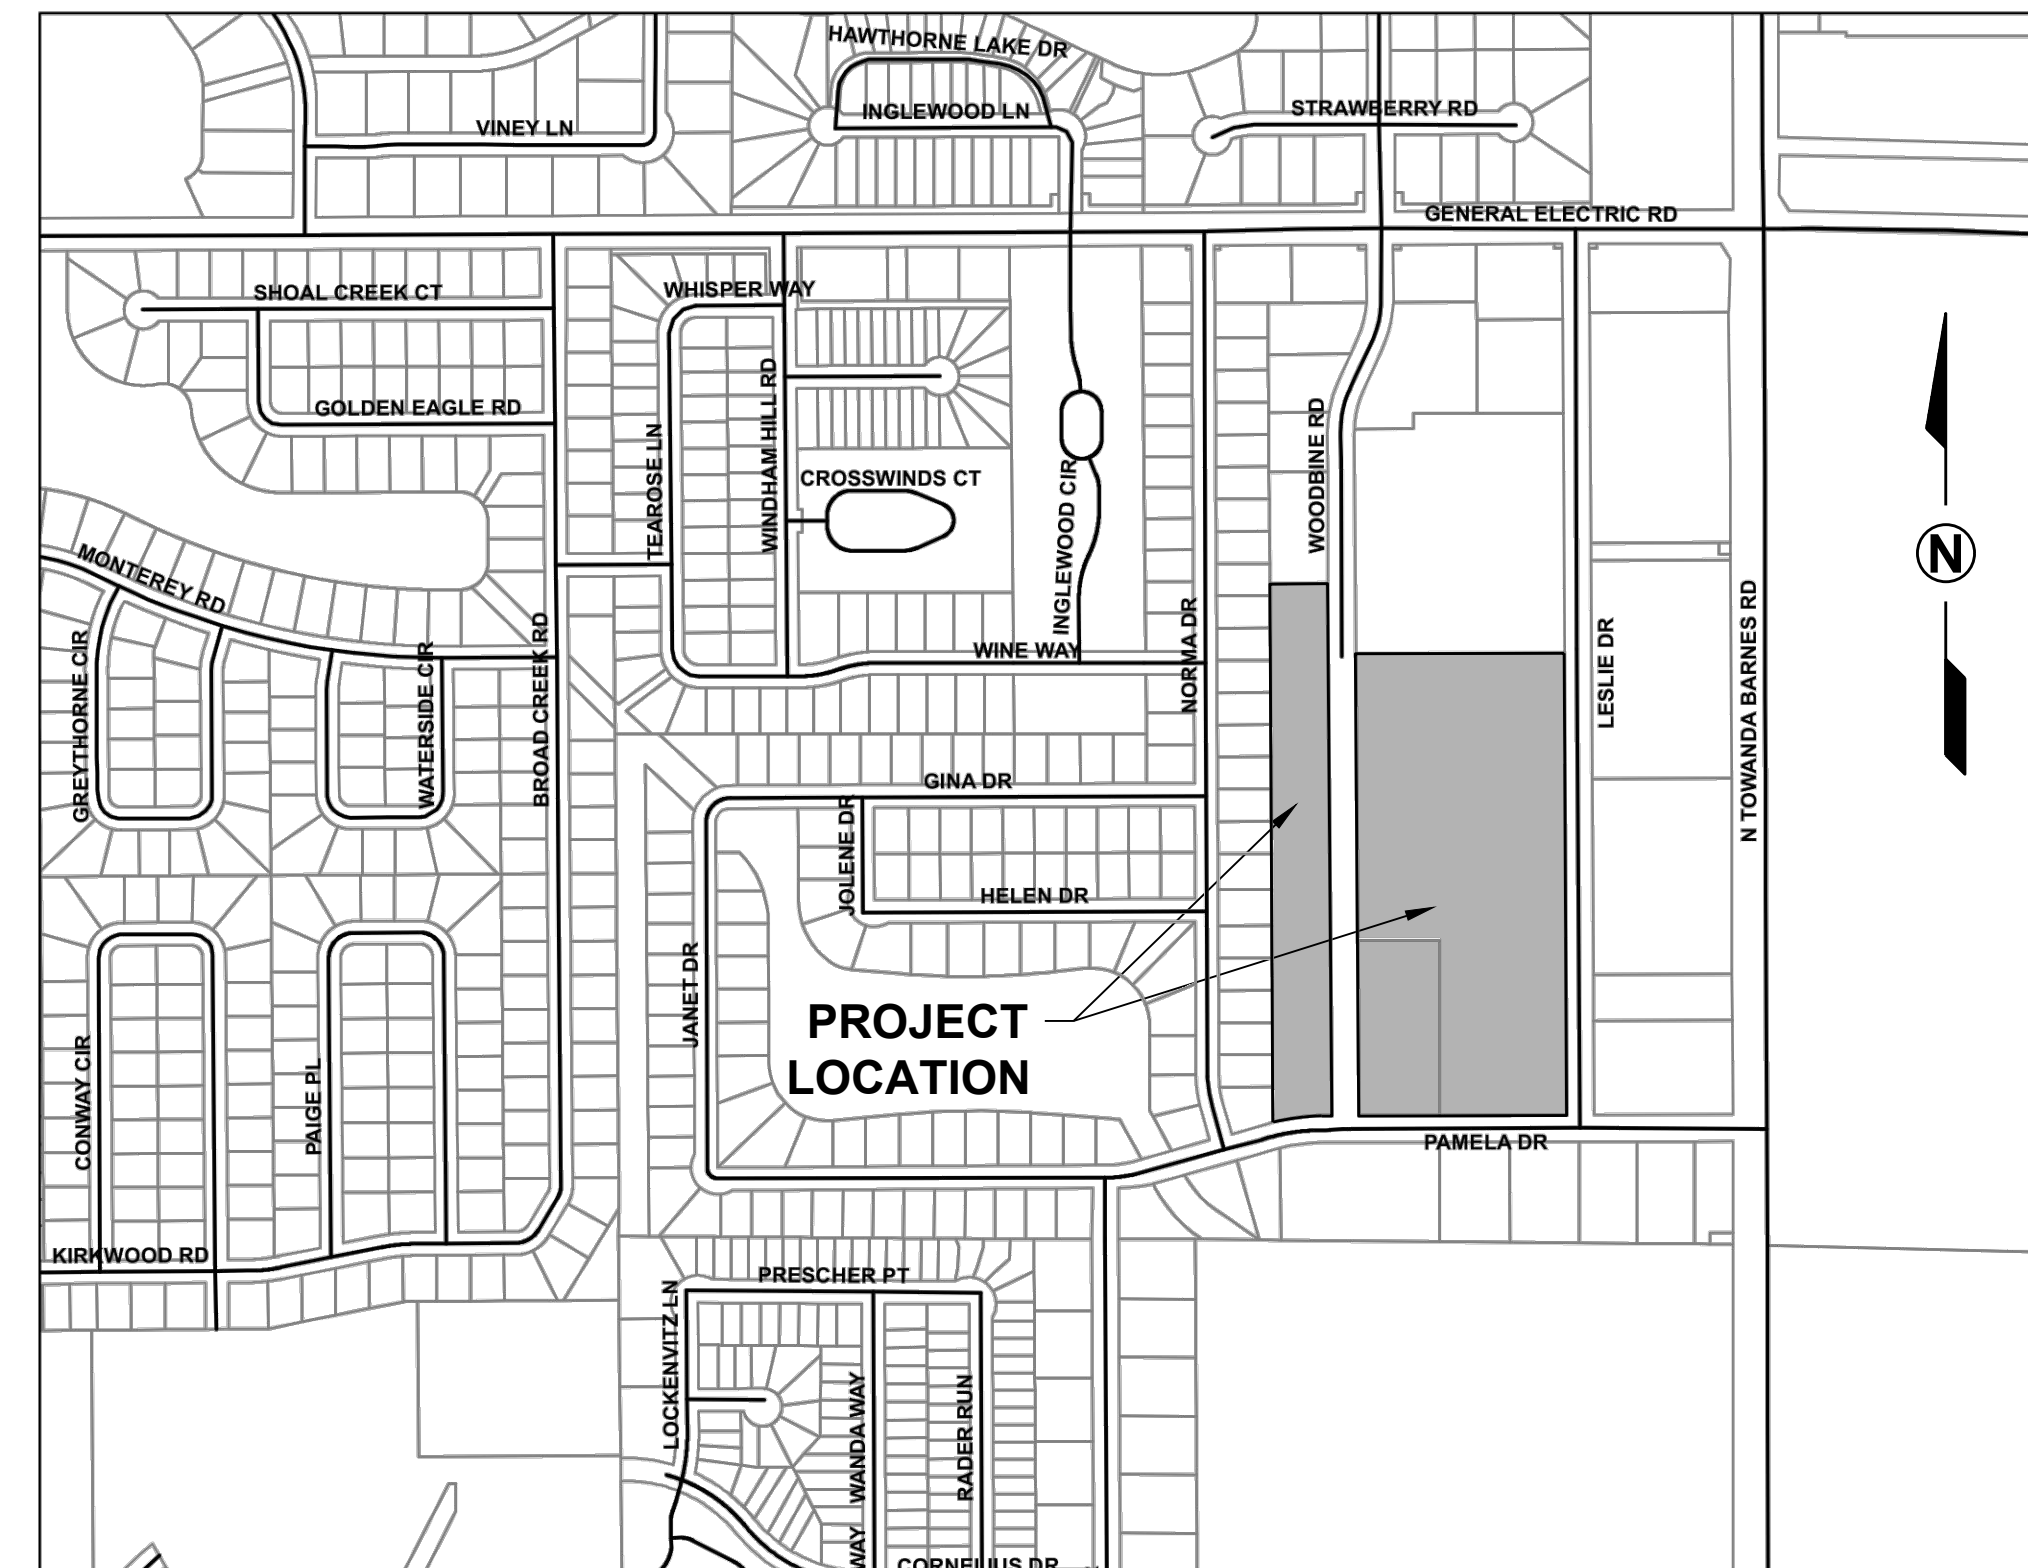 HAWTHORNE LAKE DR
INGLEWOOD LN
STRAWBERRY RD
VINEY LN
GENERAL ELECTRIC RD
SHOAL CREEK CT
WHISPER WAY
GOLDEN EAGLE RD
TEAROSE LN
WINDHAM HILL RD
CROSSWINDS CT
INGLEWOOD CIR
WOODBINE RD
N
MONTEREY RD
GREYTHORNE CIR
WATERSIDE CIR
BROAD CREEK RD
WINE WAY
NORMA DR
LESLIE DR
N TOWANDA BARNES RD
GINA DR
JOLENE DR
HELEN DR
JANET DR
PROJECT
LOCATION
CONWAY CIR
PAIGE PL
PAMELA DR
KIRKWOOD RD
PRESCHER PT
LOCKENVITZ LN
WANDA WAY
RADER RUN
WAY
CORNELIUS DR